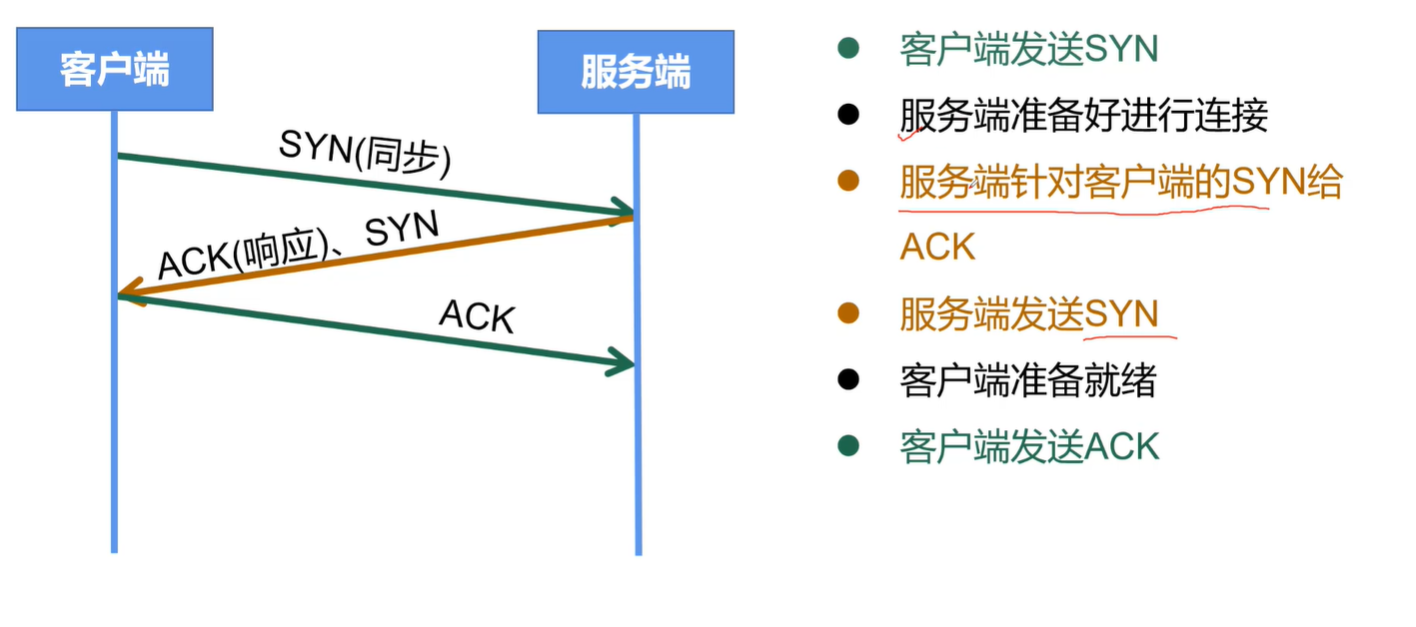 客户端
服务端
SYN(同步)
ACK(响应)、SYN
ACK
客户端发送SYN
服务端准备好进行连接
服务端针对客户端的SYN给
ACK
服务端发送SYN
客户端准备就绪
客户端发送ACK